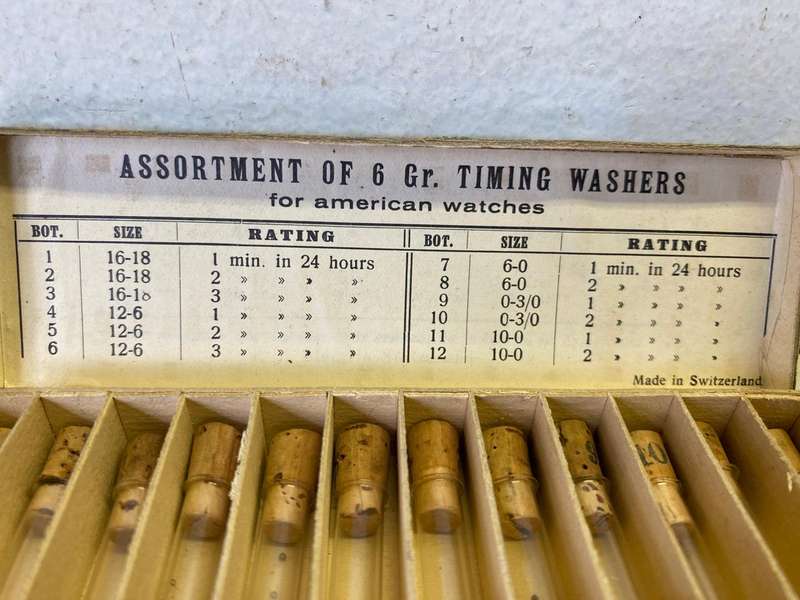 ASSORTMENT OF 6 Gr. TIMING WASHERS
for american watches
BOT. SIZE RATING BOT. SIZE RATING
1 16-18 1 min. in 24 hours 7 6-0 1 min. in 24 hours
2 16-18 2 » » » » 8 6-0 2 » » » »
3 16-18 3 » » » » 9 0-3/0 1 » » » »
4 12-6 1 » » » » 10 0-3/0 2 » » » »
5 12-6 2 » » » » 11 10-0 1 » » » »
6 12-6 3 » » » » 12 10-0 2 » » » »
Made in Switzerland
10